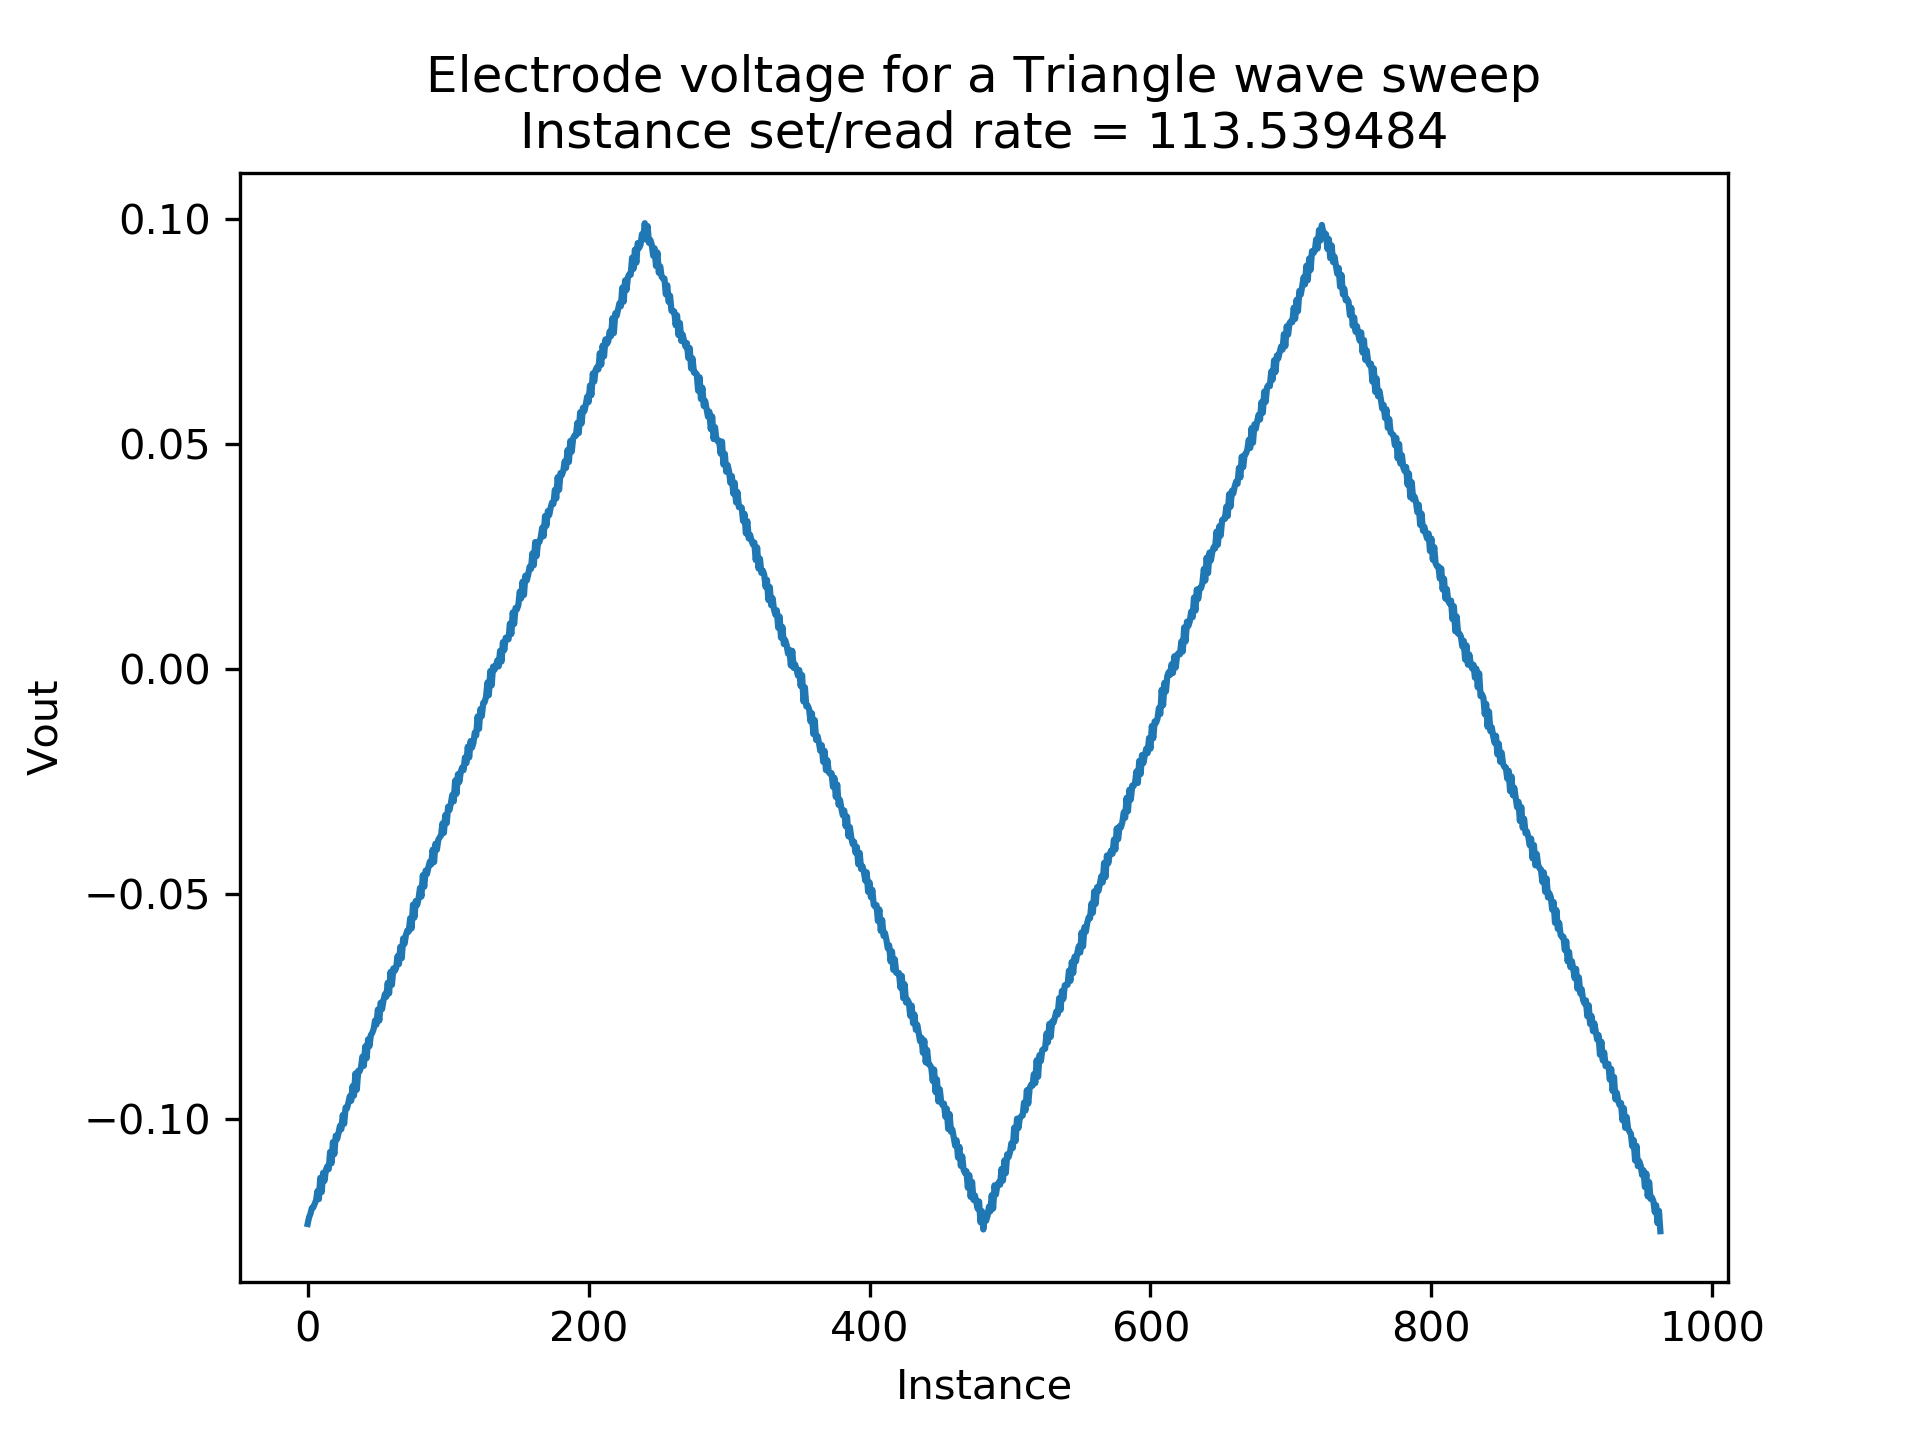 Electrode voltage for a Triangle wave sweep
Instance set/read rate = 113.539484
0.10
0.05
0.00
−0.05
−0.10
Vout
0 200 400 600 800 1000
Instance